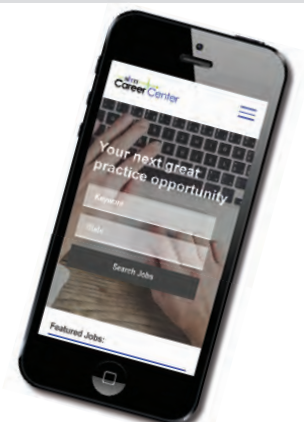 Career Center
Your next great
practice opportunity
Keyword
State
Search Jobs
Featured Jobs: